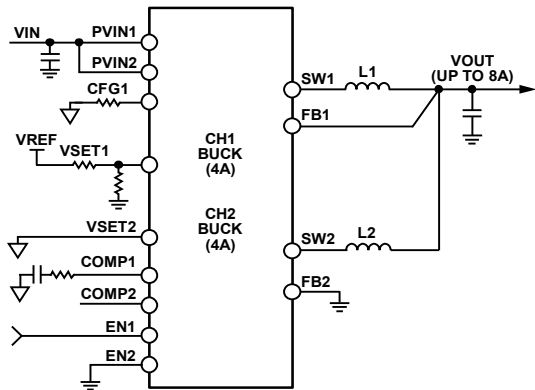 VIN
PVIN1
PVIN2
CFG1
VREF
VSET1
VSET2
COMP1
COMP2
EN1
EN2
CH1
BUCK
(4A)
CH2
BUCK
(4A)
SW1
L1
FB1
VOUT
(UP TO 8A)
SW2
L2
FB2